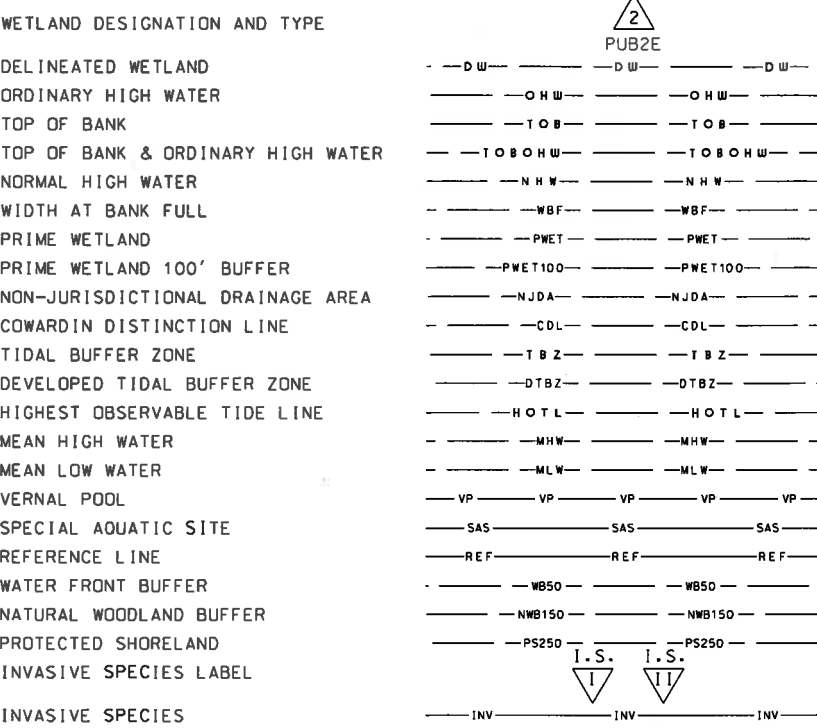 WETLAND DESIGNATION AND TYPE 2
PUB2E
DELINEATED WETLAND DW DW DW
ORDINARY HIGH WATER OHW OHW
TOP OF BANK TOB TOB
TOP OF BANK & ORDINARY HIGH WATER TOBOHW TOBOHW
NORMAL HIGH WATER NHW NHW
WIDTH AT BANK FULL WBF WBF
PRIME WETLAND PWET PWET
PRIME WETLAND 100' BUFFER PWET100 PWET100
NON-JURISDICTIONAL DRAINAGE AREA NJDA NJDA
COWARDIN DISTINCTION LINE CDL CDL
TIDAL BUFFER ZONE TBZ TBZ
DEVELOPED TIDAL BUFFER ZONE DTBZ DTBZ
HIGHEST OBSERVABLE TIDE LINE HOTL HOTL
MEAN HIGH WATER MHW MHW
MEAN LOW WATER MLW MLW
VERNAL POOL VP VP VP VP VP
SPECIAL AQUATIC SITE SAS SAS SAS
REFERENCE LINE REF REF REF
WATER FRONT BUFFER WB50 WB50
NATURAL WOODLAND BUFFER NWB150 NWB150
PROTECTED SHORELAND PS250 PS250
I.S. I.S.
INVASIVE SPECIES LABEL I II
INVASIVE SPECIES INV INV INV